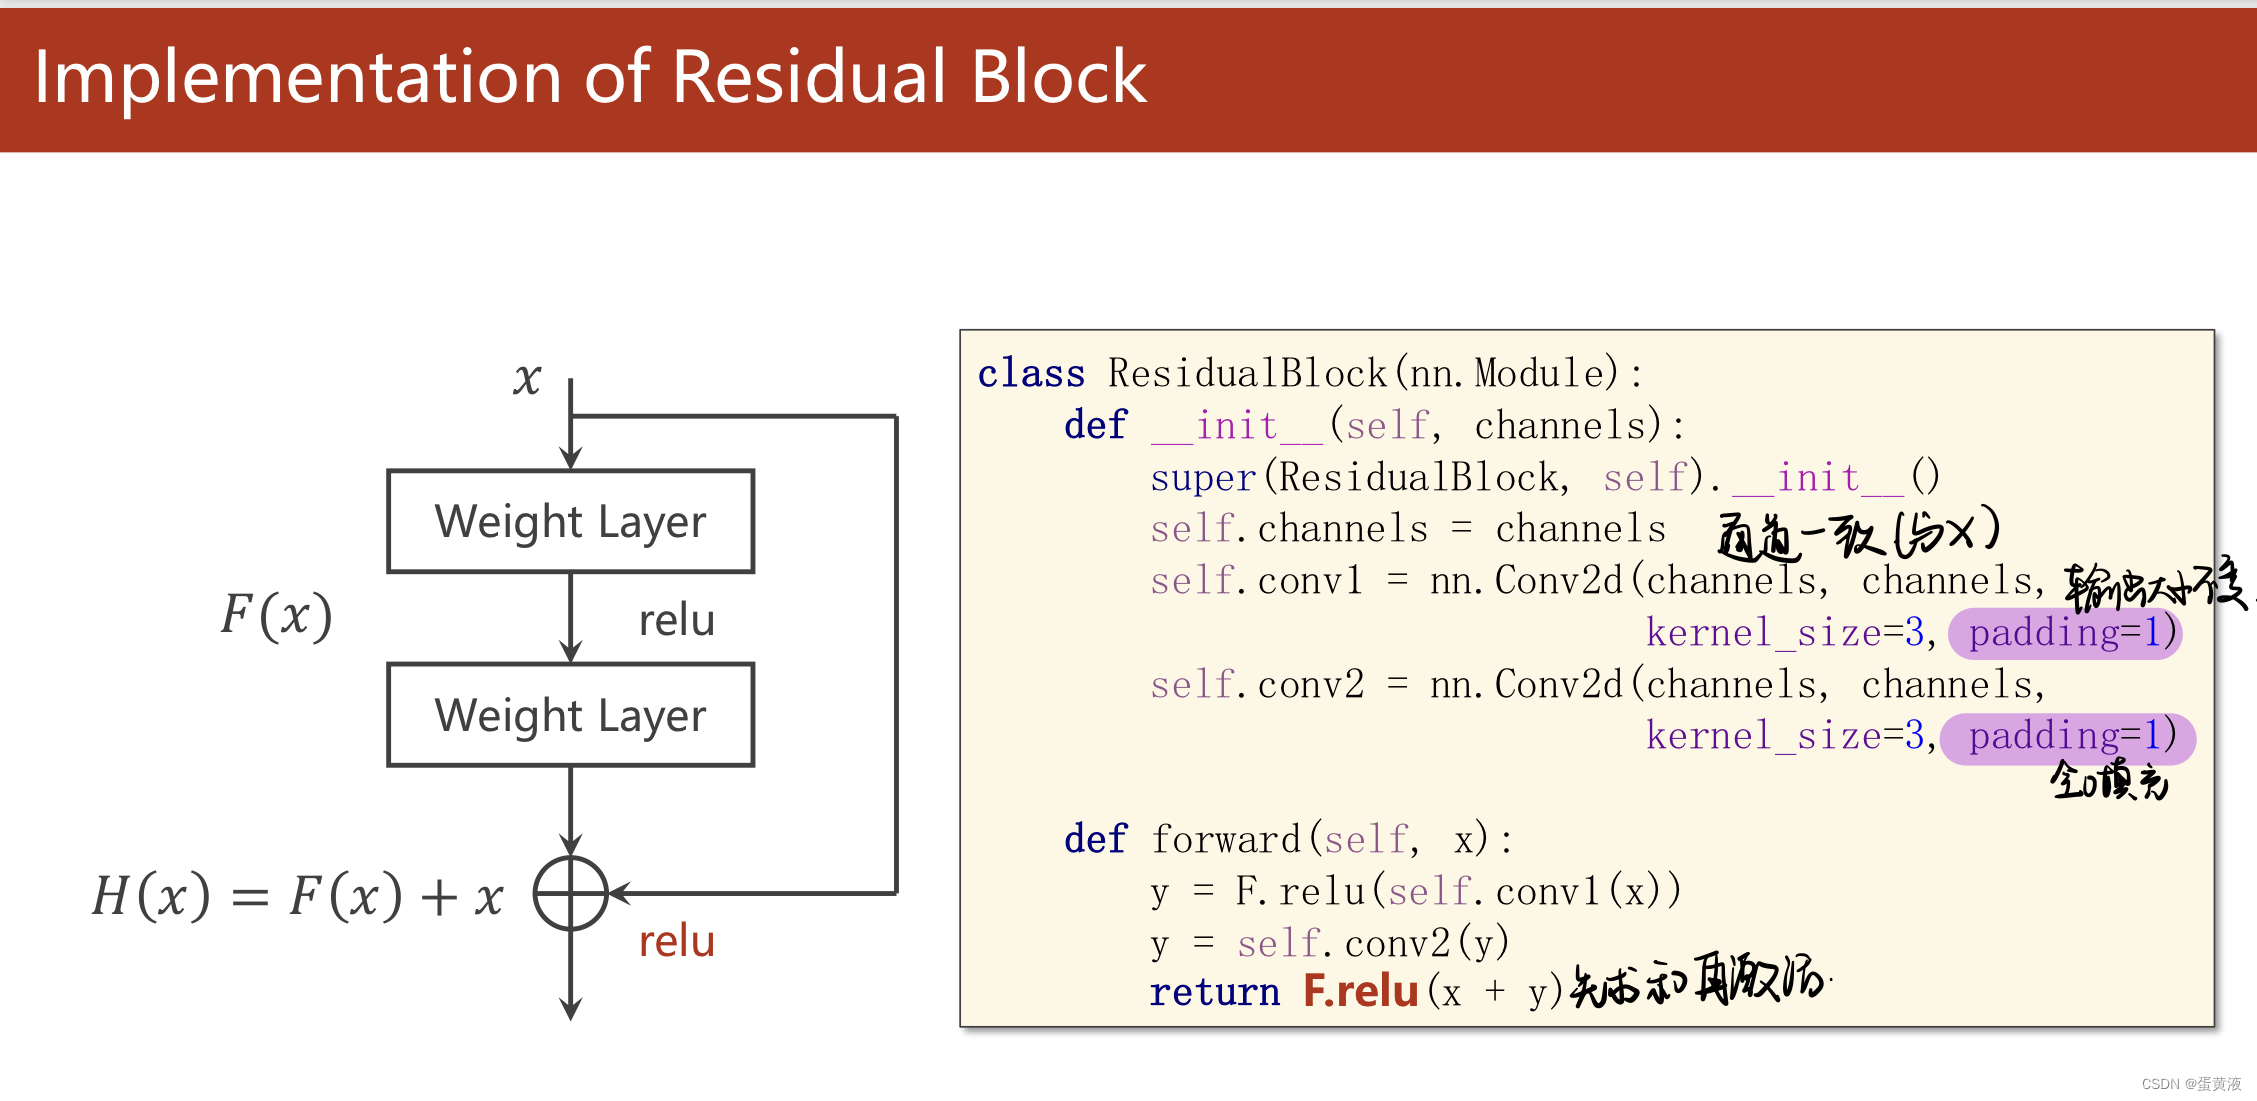 Implementation of Residual Block
x
Weight Layer
F(x)
relu
Weight Layer
H(x) = F(x) + x
relu
class ResidualBlock(nn.Module):
def __init__(self, channels):
super(ResidualBlock, self).__init__()
self.channels = channels 通道一致(与X)
self.conv1 = nn.Conv2d(channels, channels, 输出大小不变
kernel_size=3, padding=1)
self.conv2 = nn.Conv2d(channels, channels,
kernel_size=3, padding=1)
全0填充
def forward(self, x):
y = F.relu(self.conv1(x))
y = self.conv2(y)
return F.relu(x + y) 先求和再激活.
CSDN @蛋黄液